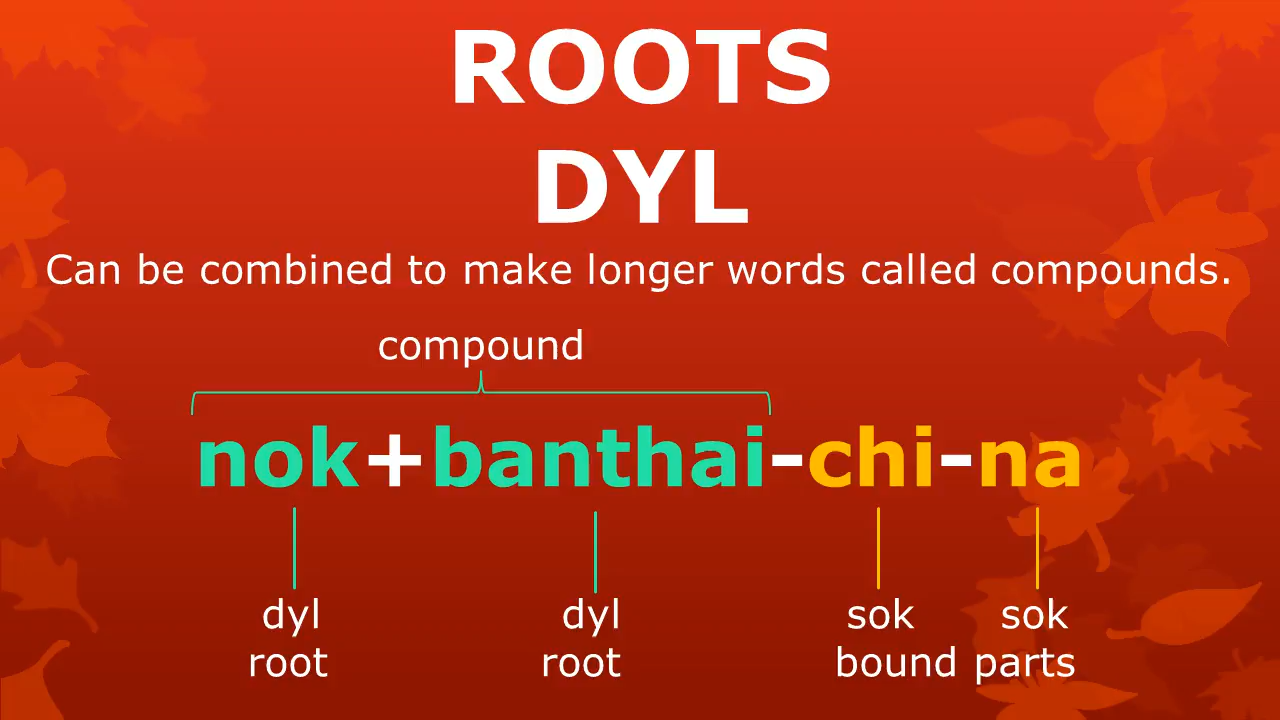 ROOTS
DYL
Can be combined to make longer words called compounds.
compound
nok+banthai-chi-na
dyl dyl sok sok
root root bound parts